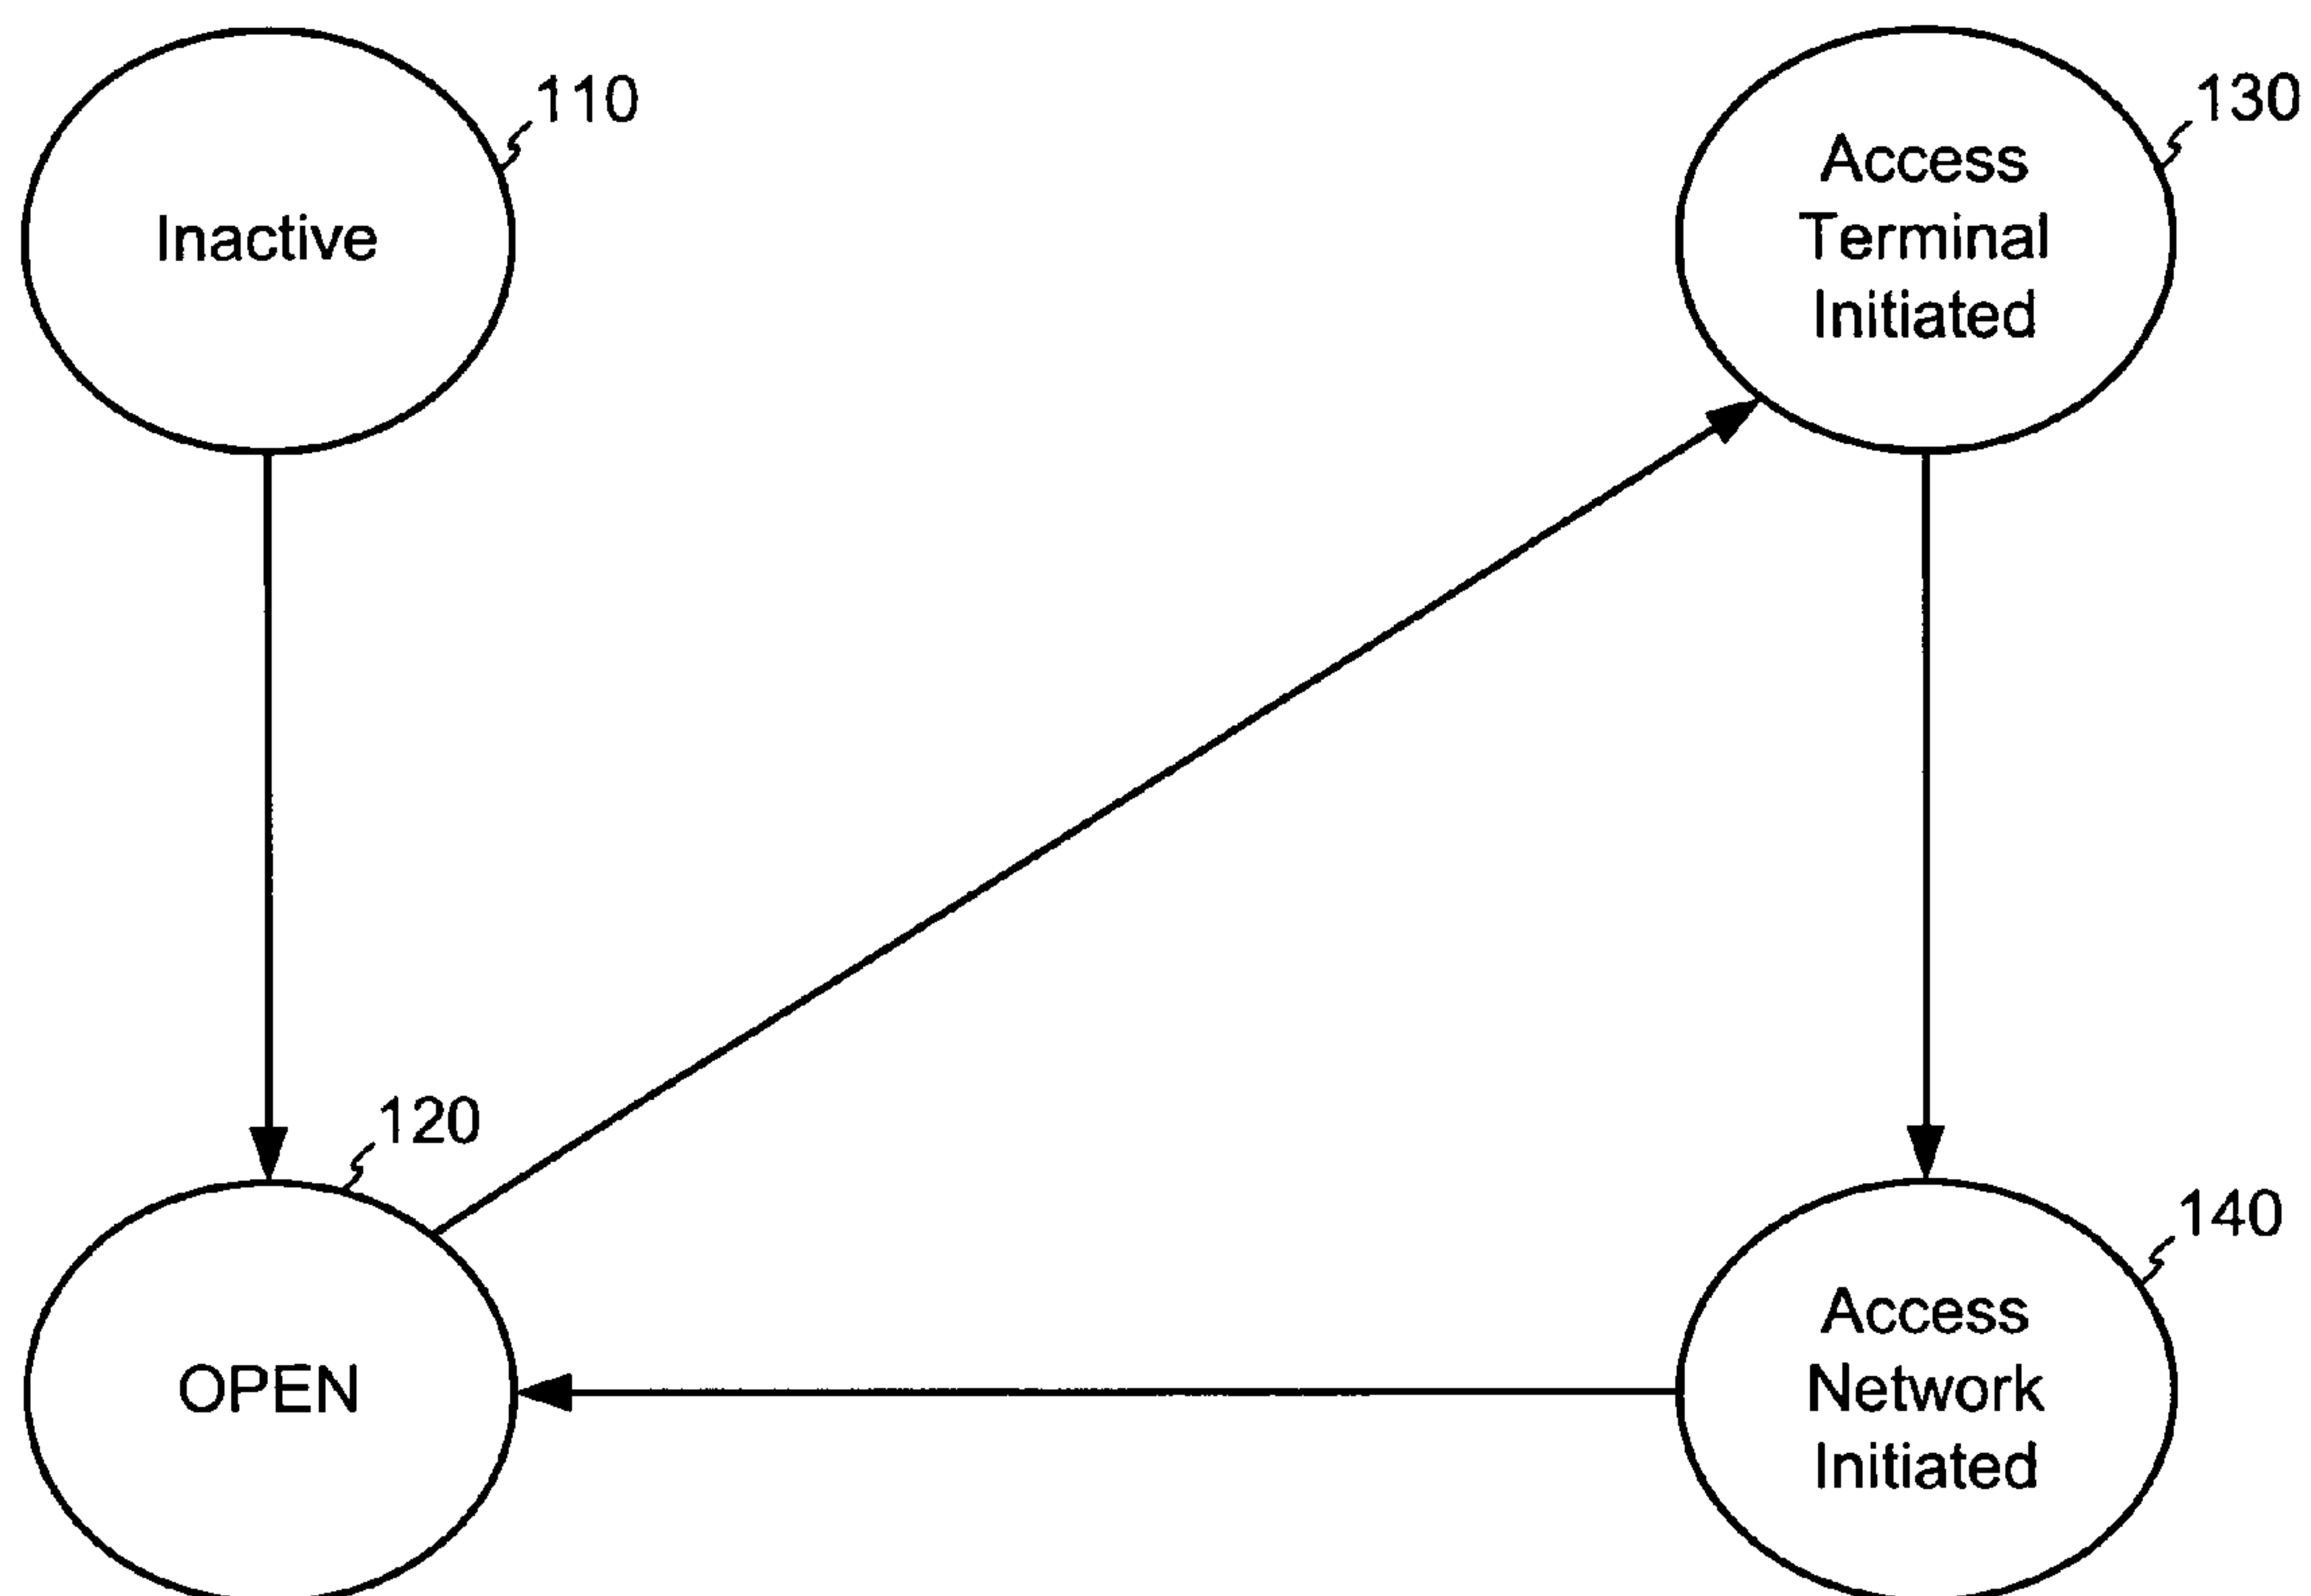 110
Inactive
130
Access
Terminal
Initiated
120
OPEN
140
Access
Network
Initiated